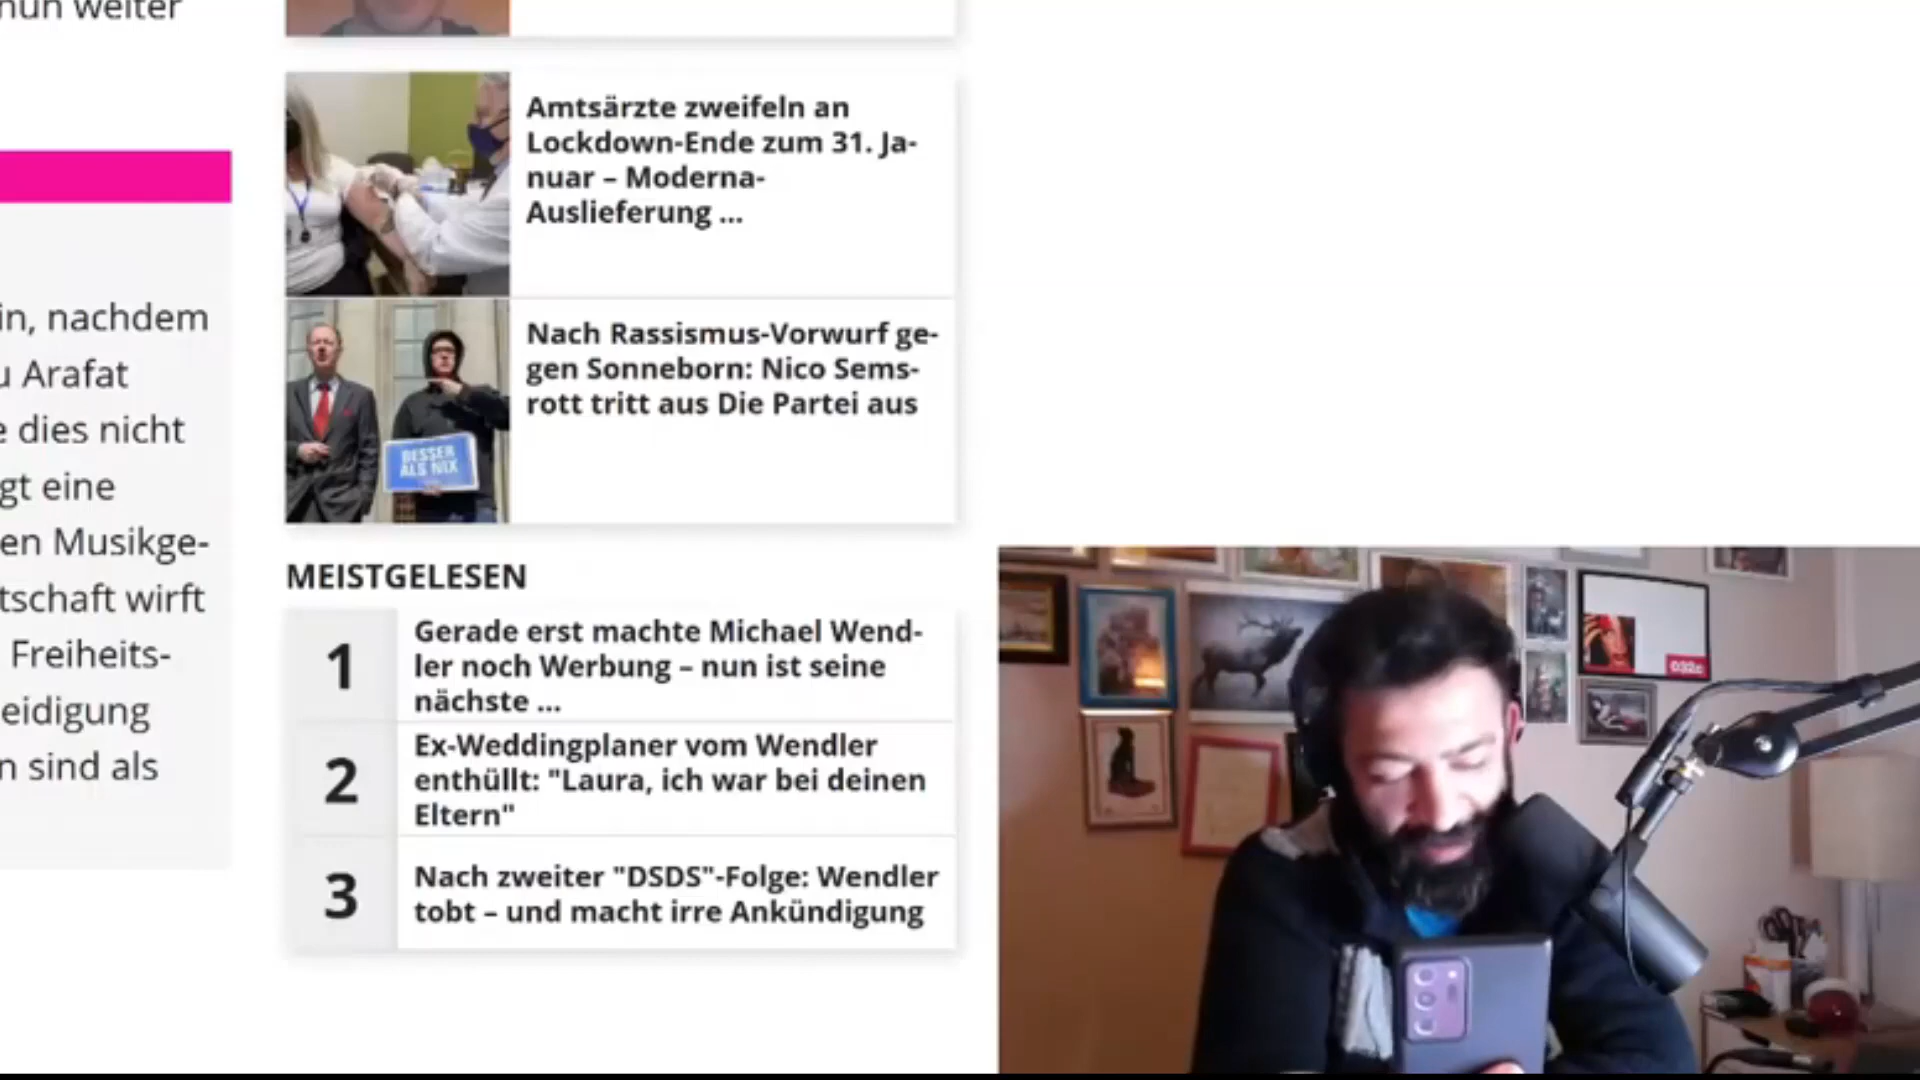 nun weiter
in, nachdem
u Arafat
e dies nicht
gt eine
en Musikge-
tschaft wirft
Freiheits-
eidigung
n sind als
Amtsärzte zweifeln an
Lockdown-Ende zum 31. Ja-
nuar – Moderna-
Auslieferung ...
BESSER
ALS NIX
Nach Rassismus-Vorwurf ge-
gen Sonneborn: Nico Sems-
rott tritt aus Die Partei aus
MEISTGELESEN
1
Gerade erst machte Michael Wend-
ler noch Werbung – nun ist seine
nächste ...
2
Ex-Weddingplaner vom Wendler
enthüllt: "Laura, ich war bei deinen
Eltern"
3
Nach zweiter "DSDS"-Folge: Wendler
tobt – und macht irre Ankündigung
032c